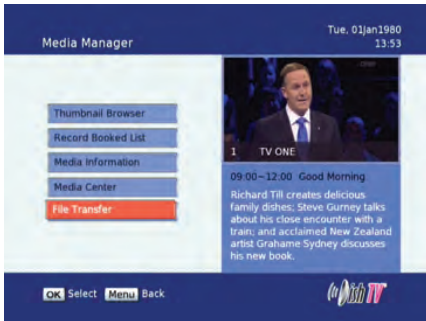 Media Manager
Tue, 01Jan1980
13:53
Thumbnail Browser
Record Booked List
Media Information
Media Center
File Transfer
1 TV ONE
09:00~12:00 Good Morning
Richard Till creates delicious
family dishes; Steve Gurney talks
about his close encounter with a
train; and acclaimed New Zealand
artist Grahame Sydney discusses
his new book.
OK Select Menu Back
Dish TV